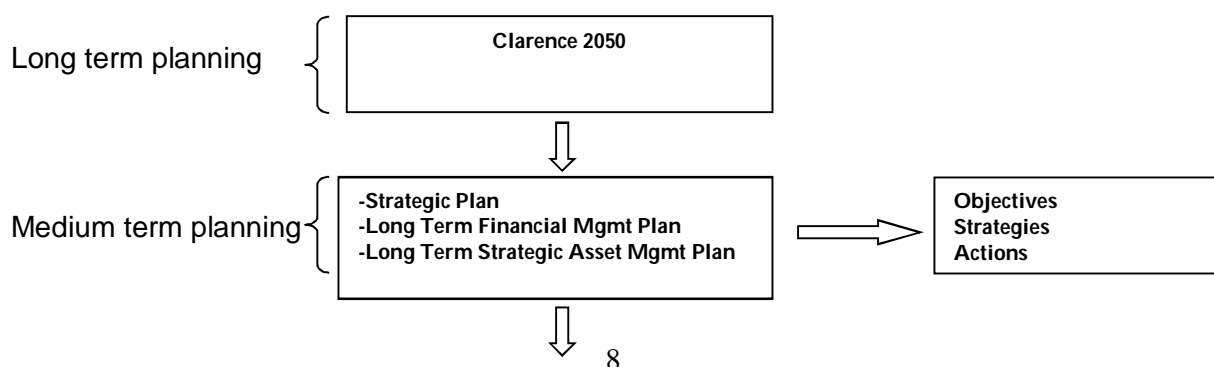 Long term planning
Clarence 2050
Medium term planning
-Strategic Plan
-Long Term Financial Mgmt Plan
-Long Term Strategic Asset Mgmt Plan
Objectives
Strategies
Actions
8